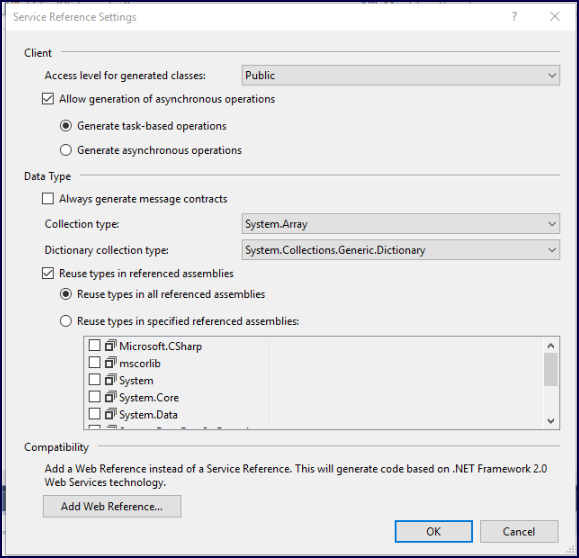 Service Reference Settings
Client
Access level for generated classes:
Public
Allow generation of asynchronous operations
Generate task-based operations
Generate asynchronous operations
Data Type
Always generate message contracts
Collection type:
System.Array
Dictionary collection type:
System.Collections.Generic.Dictionary
Reuse types in referenced assemblies
Reuse types in all referenced assemblies
Reuse types in specified referenced assemblies:
Microsoft.CSharp
mscorlib
System
System.Core
System.Data
Compatibility
Add a Web Reference instead of a Service Reference. This will generate code based on .NET Framework 2.0
Web Services technology.
Add Web Reference...
OK
Cancel